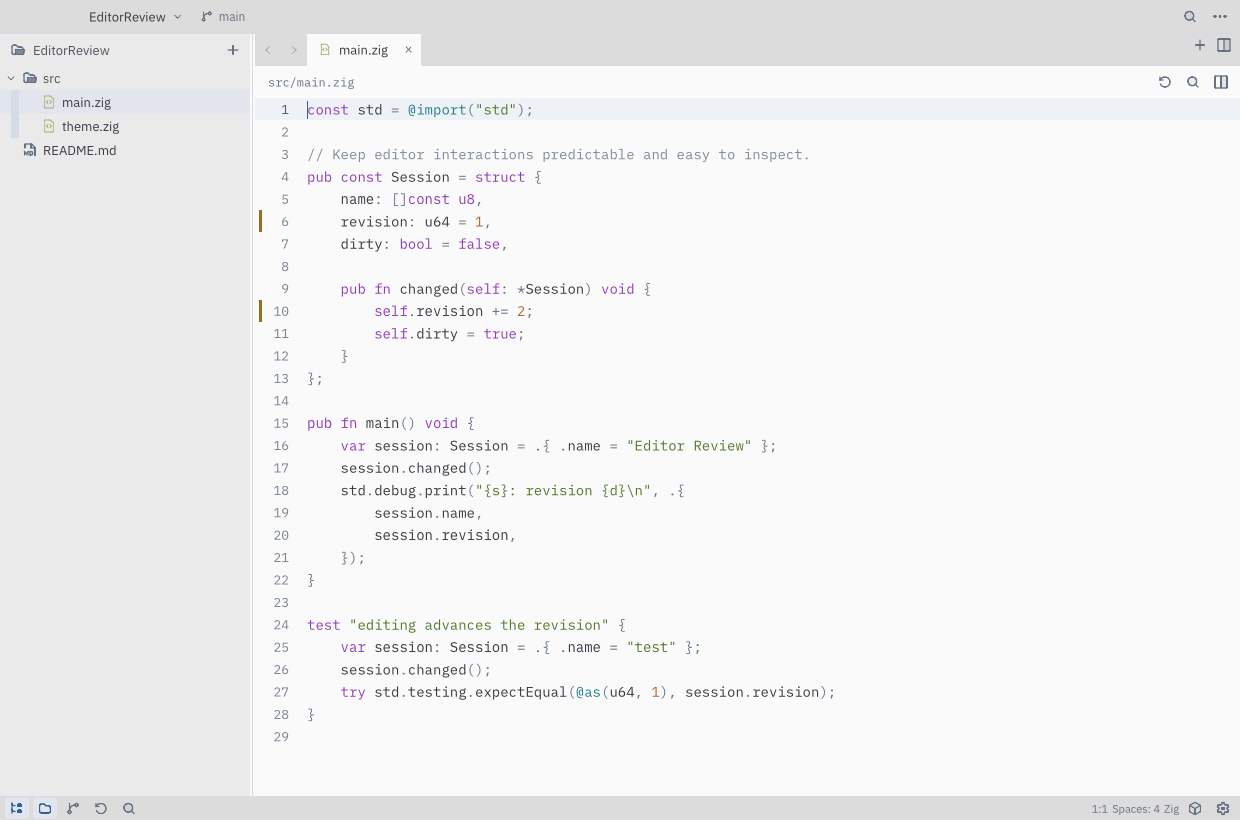 EditorReview
main
EditorReview
src
main.zig
theme.zig
README.md
main.zig
src/main.zig
1 const std = @import("std");
2
3 // Keep editor interactions predictable and easy to inspect.
4 pub const Session = struct {
5     name: []const u8,
6     revision: u64 = 1,
7     dirty: bool = false,
8
9     pub fn changed(self: *Session) void {
10         self.revision += 2;
11         self.dirty = true;
12     }
13 };
14
15 pub fn main() void {
16     var session: Session = .{ .name = "Editor Review" };
17     session.changed();
18     std.debug.print("{s}: revision {d}\n", .{
19         session.name,
20         session.revision,
21     });
22 }
23
24 test "editing advances the revision" {
25     var session: Session = .{ .name = "test" };
26     session.changed();
27     try std.testing.expectEqual(@as(u64, 1), session.revision);
28 }
29
1:1 Spaces: 4 Zig